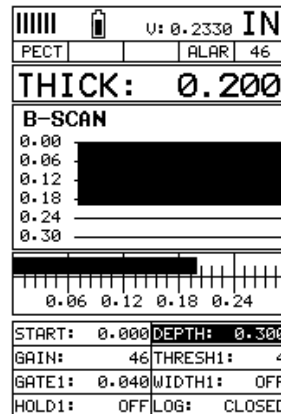 V: 0.2330 IN
PECT ALAR 46
THICK: 0.200
B-SCAN
0.00
0.06
0.12
0.18
0.24
0.30
0.06 0.12 0.18 0.24
START: 0.000 DEPTH: 0.300
GAIN: 46 THRESH1: 4
GATE1: 0.040 WIDTH1: OFF
HOLD1: OFF LOG: CLOSED